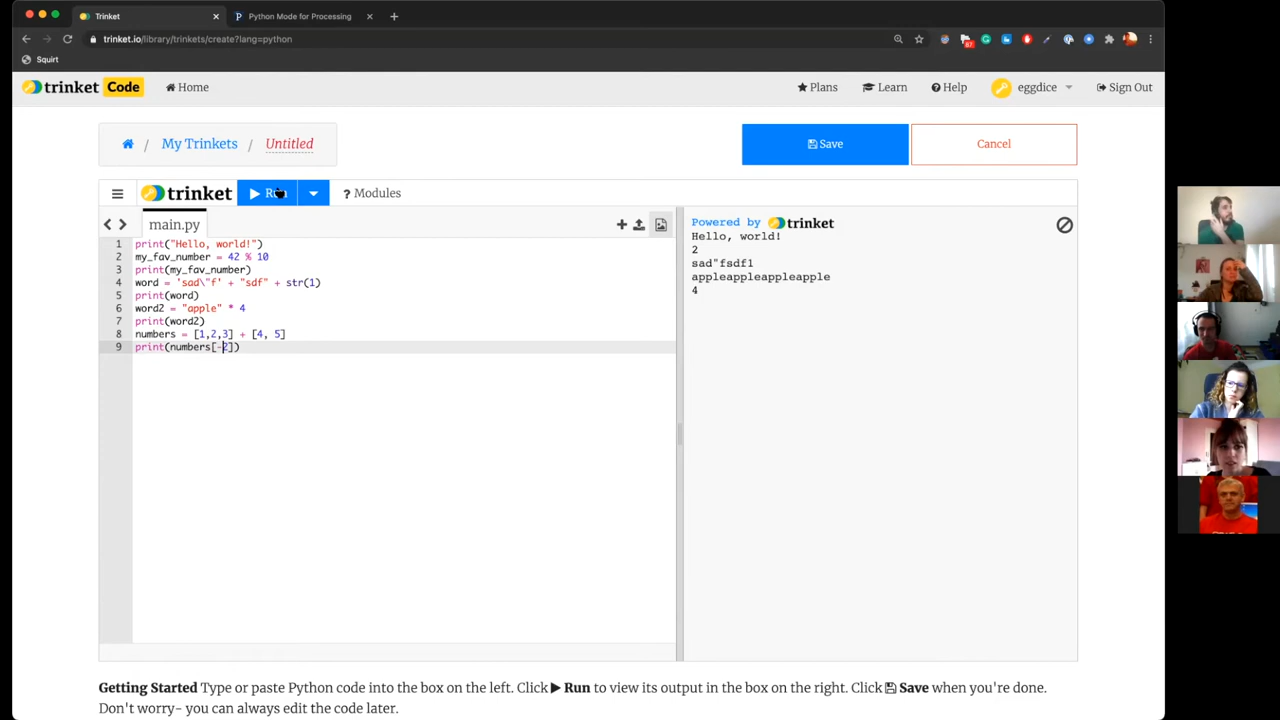 Trinket
Python Mode for Processing
trinket.io/library/trinkets/create?lang=python
Squirt
trinket Code
Home
Plans
Learn
Help
eggdice
Sign Out
/ My Trinkets / Untitled
Save
Cancel
trinket
Run
? Modules
main.py
1 print("Hello, world!")
2 my_fav_number = 42 % 10
3 print(my_fav_number)
4 word = 'sad\"f' + "sdf" + str(1)
5 print(word)
6 word2 = "apple" * 4
7 print(word2)
8 numbers = [1,2,3] + [4, 5]
9 print(numbers[-2])
Powered by trinket
Hello, world!
2
sad"fsdf1
appleappleappleapple
4
Getting Started Type or paste Python code into the box on the left. Click Run to view its output in the box on the right. Click Save when you're done.
Don't worry- you can always edit the code later.